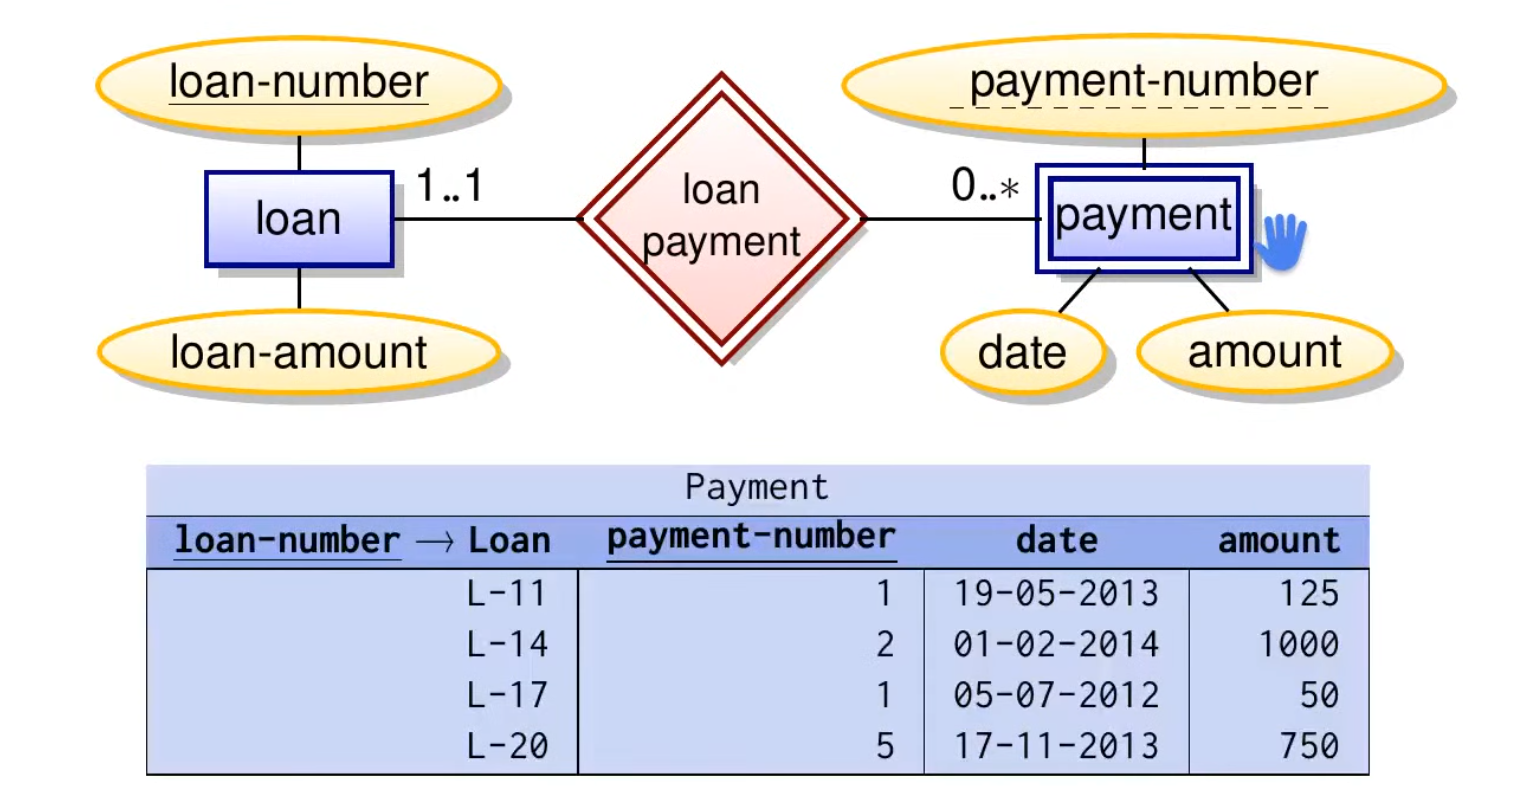 loan-number
payment-number
loan
1..1
loan
payment
0..*
payment
loan-amount
date
amount
Payment
loan-number → Loan payment-number date amount
L-11 1 19-05-2013 125
L-14 2 01-02-2014 1000
L-17 1 05-07-2012 50
L-20 5 17-11-2013 750